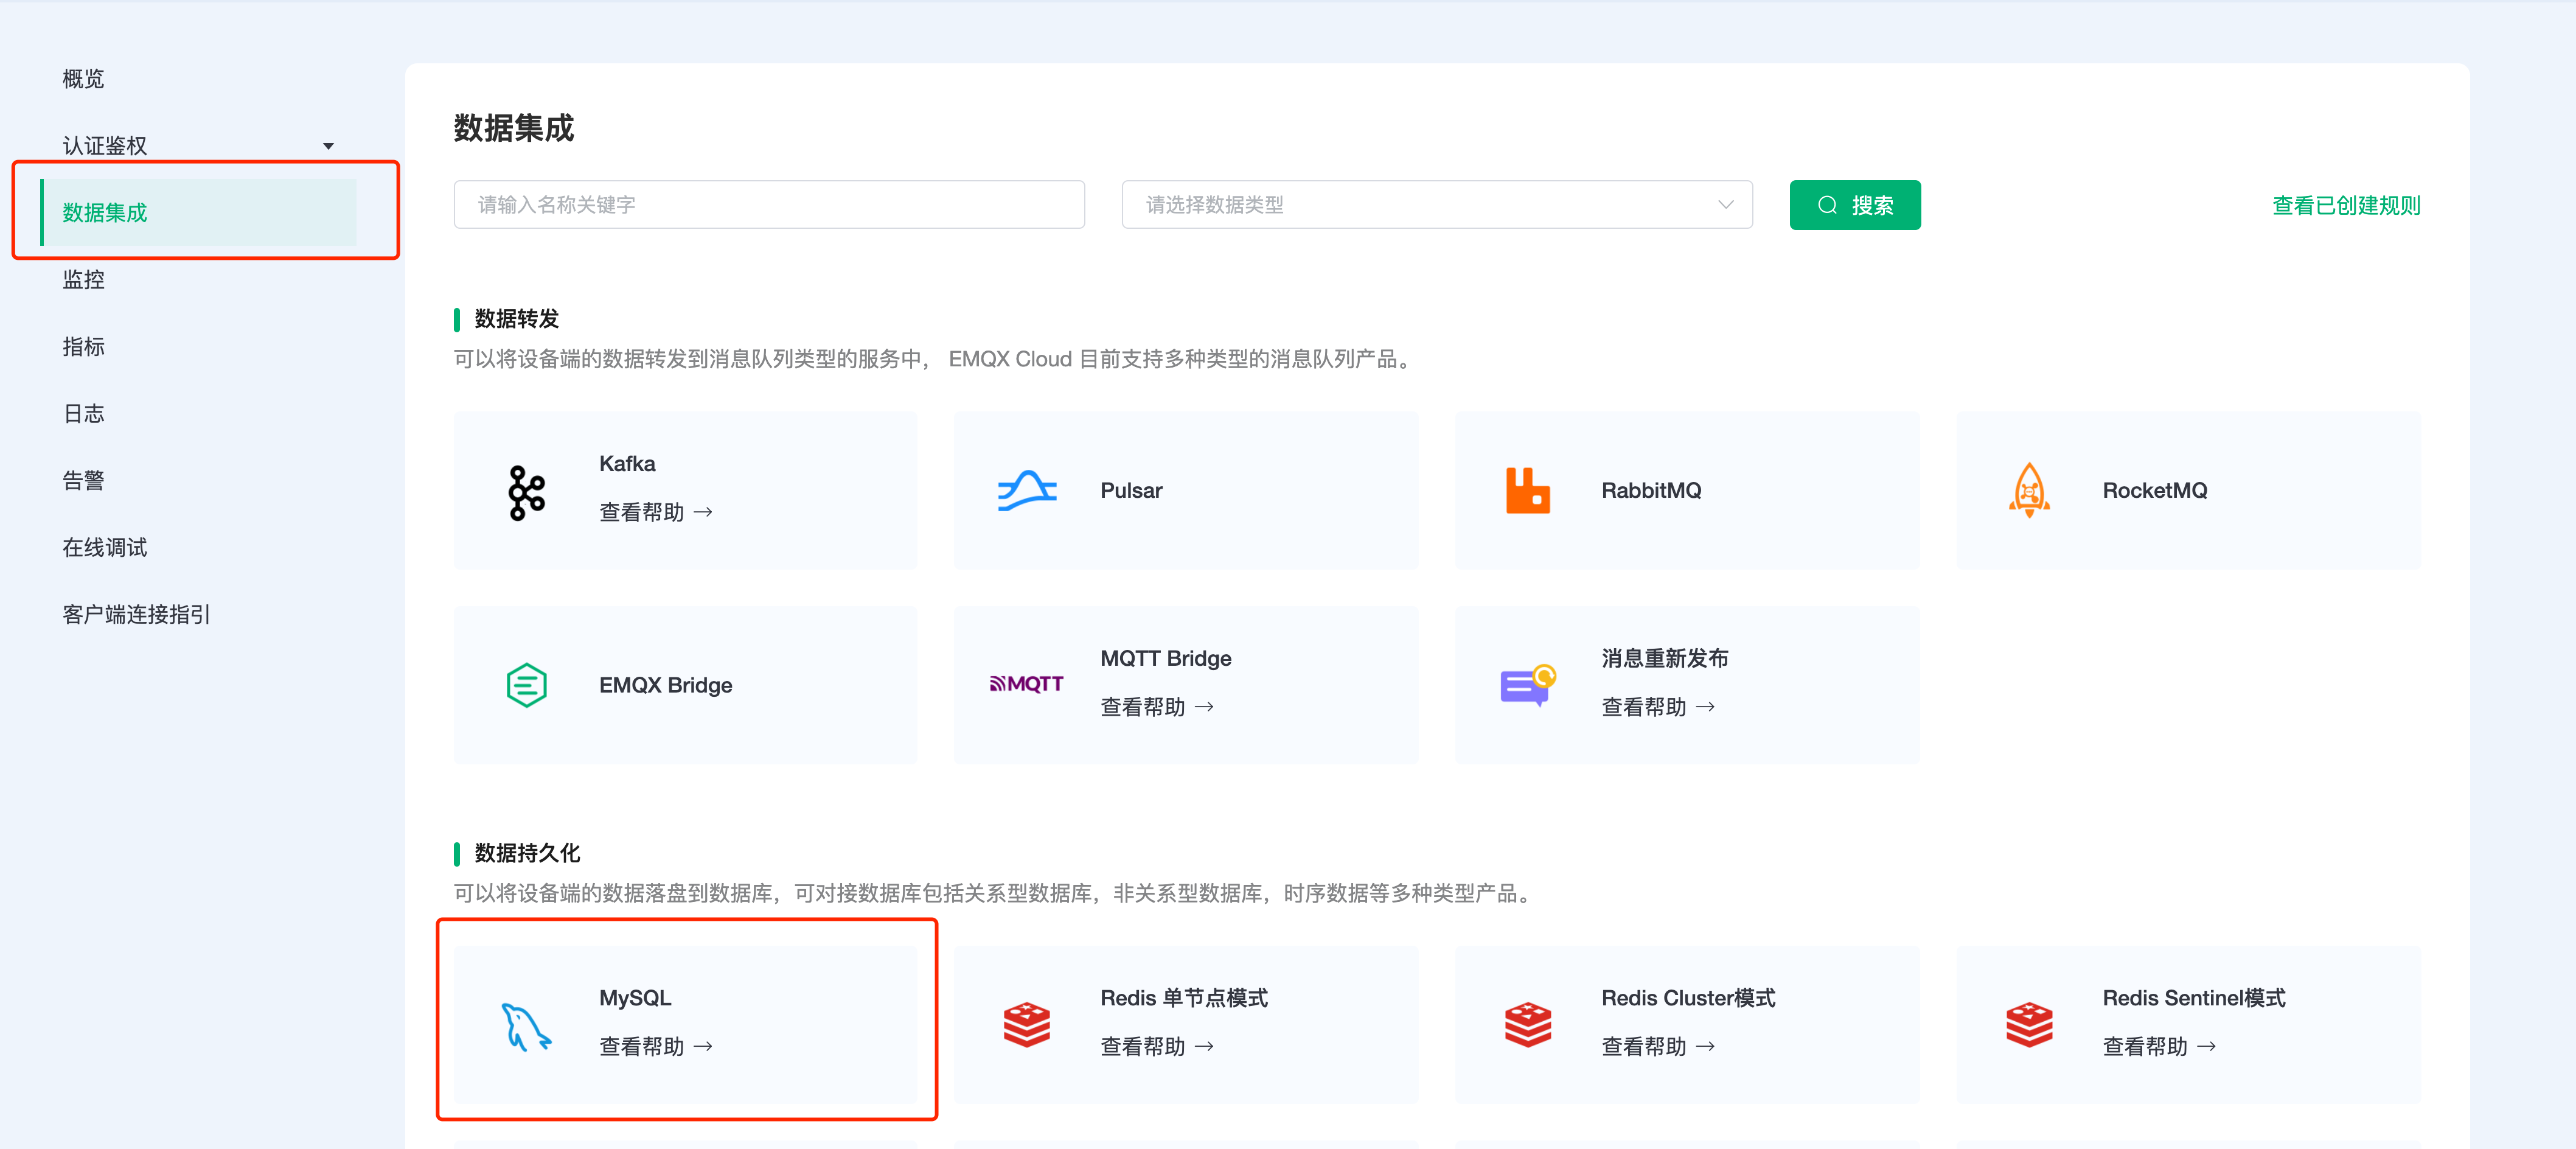 概览
认证鉴权
数据集成
监控
指标
日志
告警
在线调试
客户端连接指引
数据集成
请输入名称关键字
请选择数据类型
搜索
查看已创建规则
数据转发
可以将设备端的数据转发到消息队列类型的服务中， EMQX Cloud 目前支持多种类型的消息队列产品。
Kafka
查看帮助 →
Pulsar
RabbitMQ
RocketMQ
EMQX Bridge
MQTT
MQTT Bridge
查看帮助 →
消息重新发布
查看帮助 →
数据持久化
可以将设备端的数据落盘到数据库，可对接数据库包括关系型数据库，非关系型数据库，时序数据等多种类型产品。
MySQL
查看帮助 →
Redis 单节点模式
查看帮助 →
Redis Cluster模式
查看帮助 →
Redis Sentinel模式
查看帮助 →